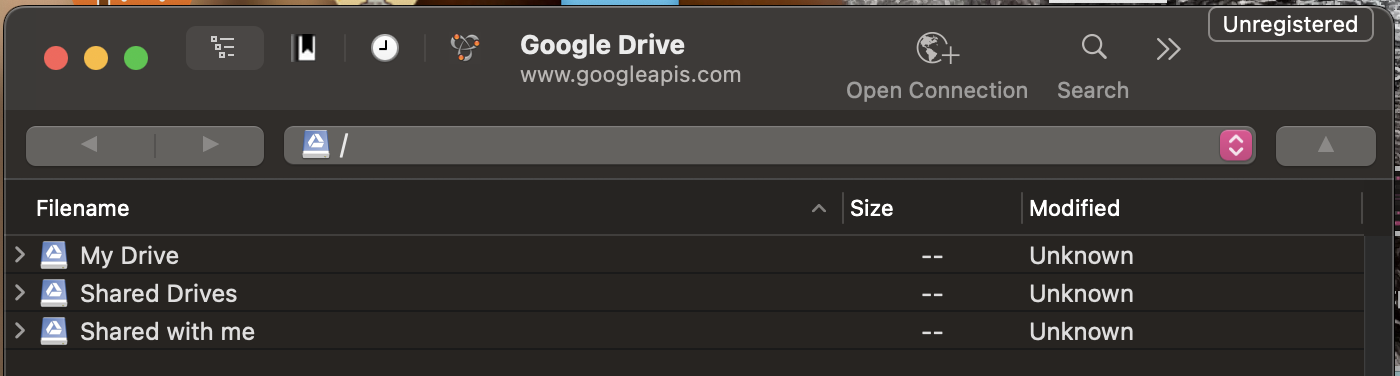 Unregistered
Google Drive
www.googleapis.com
Open Connection
Search
/
Filename Size Modified
My Drive -- Unknown
Shared Drives -- Unknown
Shared with me -- Unknown